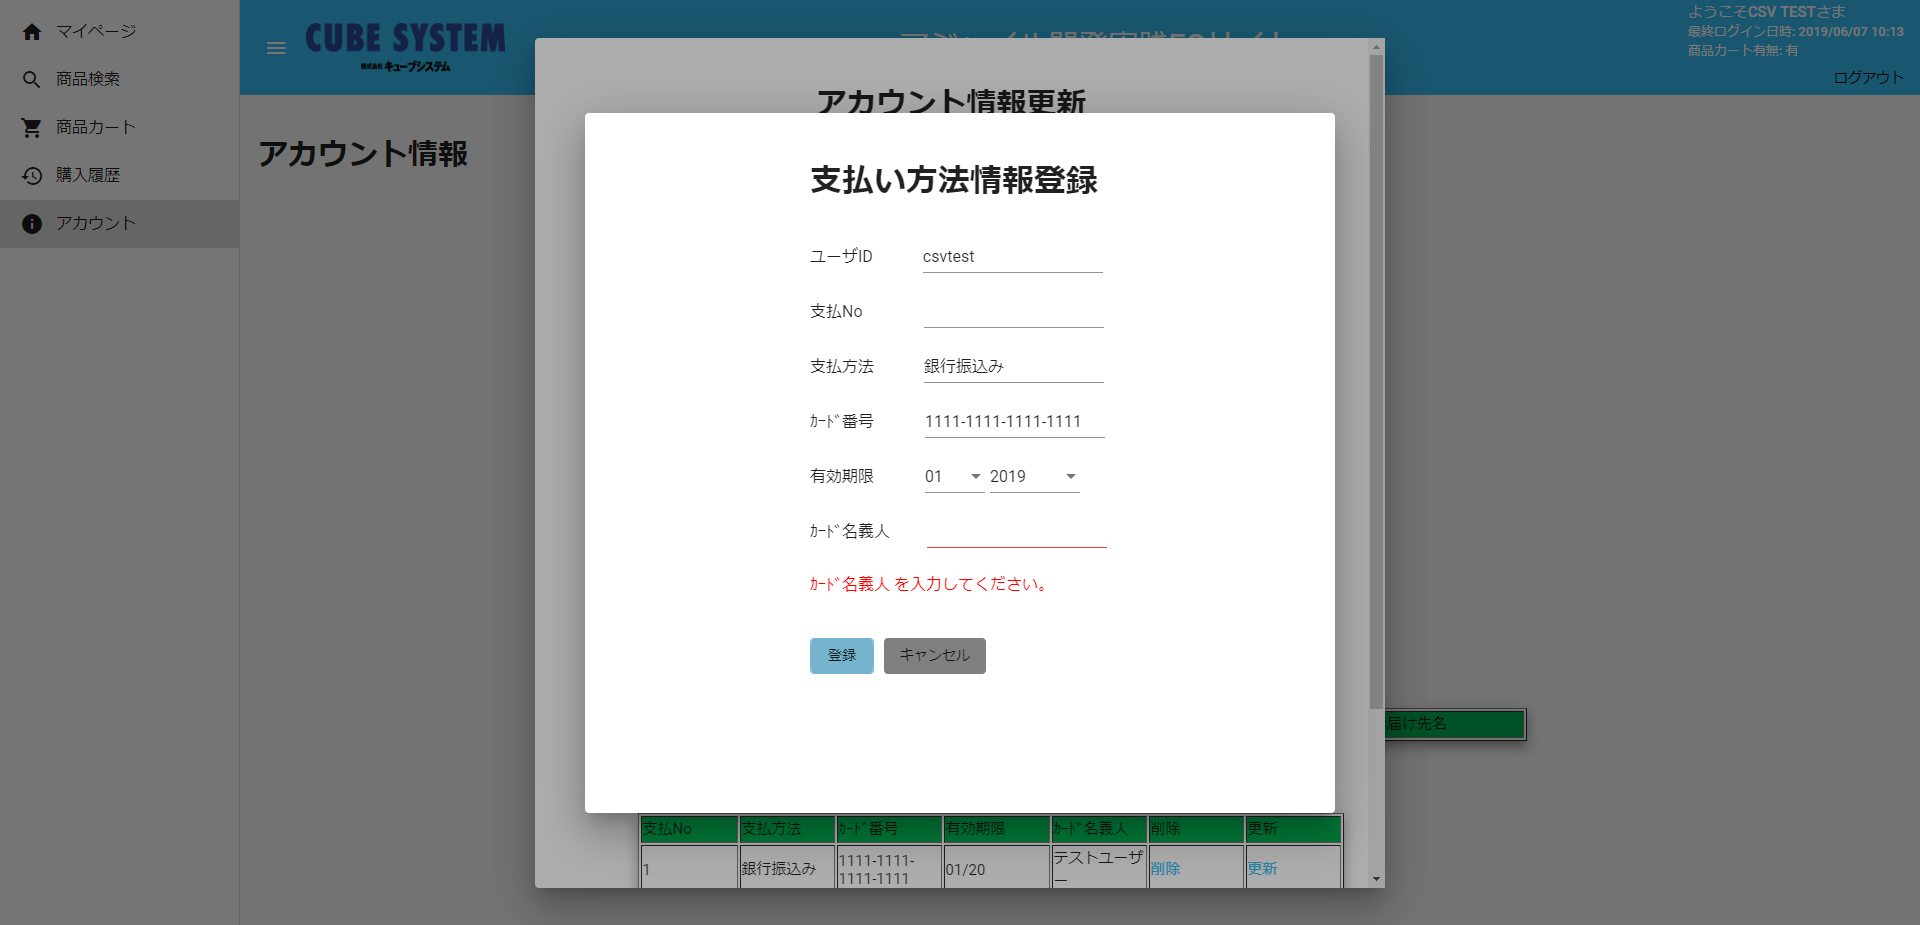 マイページ
商品検索
商品カート
購入履歴
アカウント
CUBE SYSTEM
株式会社 キューブシステム
ようこそCSV TESTさま
最終ログイン日時: 2019/06/07 10:13
商品カート有無: 有
ログアウト
アカウント情報
アカウント情報更新
支払い方法情報登録
ユーザID csvtest
支払No
支払方法 銀行振込み
ｶｰﾄﾞ番号 1111-1111-1111-1111
有効期限 01 2019
ｶｰﾄﾞ名義人
ｶｰﾄﾞ名義人 を入力してください。
登録 キャンセル
届け先名
支払No 支払方法 ｶｰﾄﾞ番号 有効期限 ｶｰﾄﾞ名義人 削除 更新
1 銀行振込み 1111-1111-1111-1111 01/20 テストユーザー 削除 更新